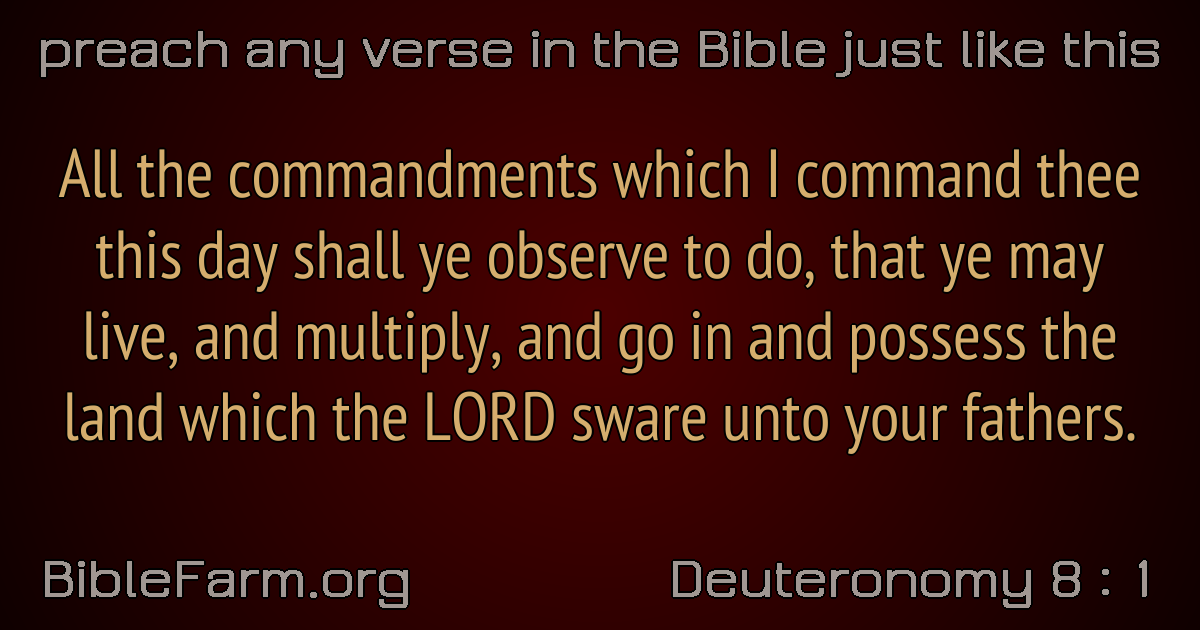 preach any verse in the Bible just like this
All the commandments which I command thee
this day shall ye observe to do, that ye may
live, and multiply, and go in and possess the
land which the LORD sware unto your fathers.
BibleFarm.org
Deuteronomy 8 : 1